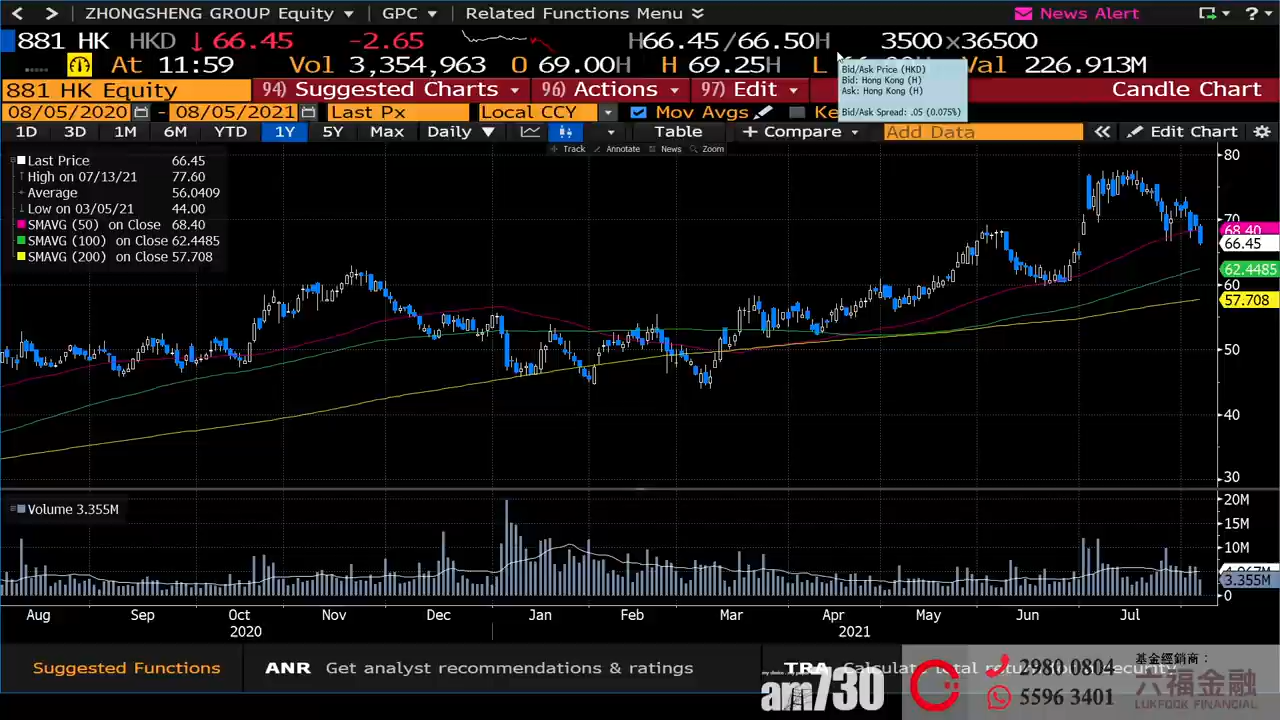 ZHONGSHENG GROUP Equity GPC Related Functions Menu News Alert ?
881 HK HKD ↓ 66.45 -2.65 H66.45/66.50H 3500x36500
At 11:59 Vol 3,354,963 O 69.00H H 69.25H L Val 226.913M
Bid/Ask Price (HKD)
Bid: Hong Kong (H)
Ask: Hong Kong (H)
Bid/Ask Spread: .05 (0.075%)
881 HK Equity 94) Suggested Charts 96) Actions 97) Edit Candle Chart
08/05/2020 - 08/05/2021 Last Px Local CCY Mov Avgs
1D 3D 1M 6M YTD 1Y 5Y Max Daily Table + Compare Add Data Edit Chart
Track Annotate News Zoom
Last Price 66.45
High on 07/13/21 77.60
Average 56.0409
Low on 03/05/21 44.00
SMAVG (50) on Close 68.40
SMAVG (100) on Close 62.4485
SMAVG (200) on Close 57.708
80
70
68.40
66.45
62.4485
60
57.708
50
40
30
Volume 3.355M
20M
15M
10M
3.355M
0
Aug Sep Oct Nov Dec Jan Feb Mar Apr May Jun Jul
2020 2021
Suggested Functions ANR Get analyst recommendations & ratings TRA Calculate total return for a security
am730
2980 0804
5596 3401
基金經銷商：
六福金融
LUKFOOK FINANCIAL